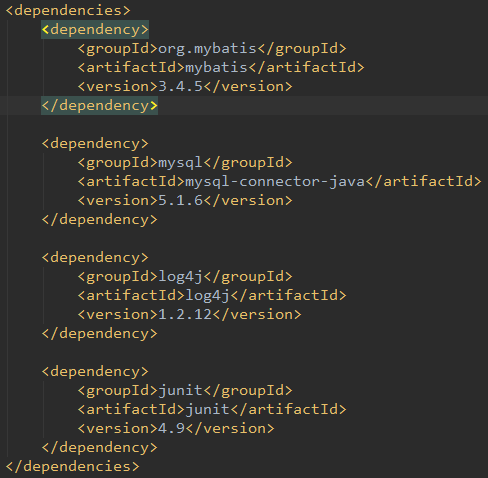 <dependencies>
<dependency>
<groupId>org.mybatis</groupId>
<artifactId>mybatis</artifactId>
<version>3.4.5</version>
</dependency>
<dependency>
<groupId>mysql</groupId>
<artifactId>mysql-connector-java</artifactId>
<version>5.1.6</version>
</dependency>
<dependency>
<groupId>log4j</groupId>
<artifactId>log4j</artifactId>
<version>1.2.12</version>
</dependency>
<dependency>
<groupId>junit</groupId>
<artifactId>junit</artifactId>
<version>4.9</version>
</dependency>
</dependencies>